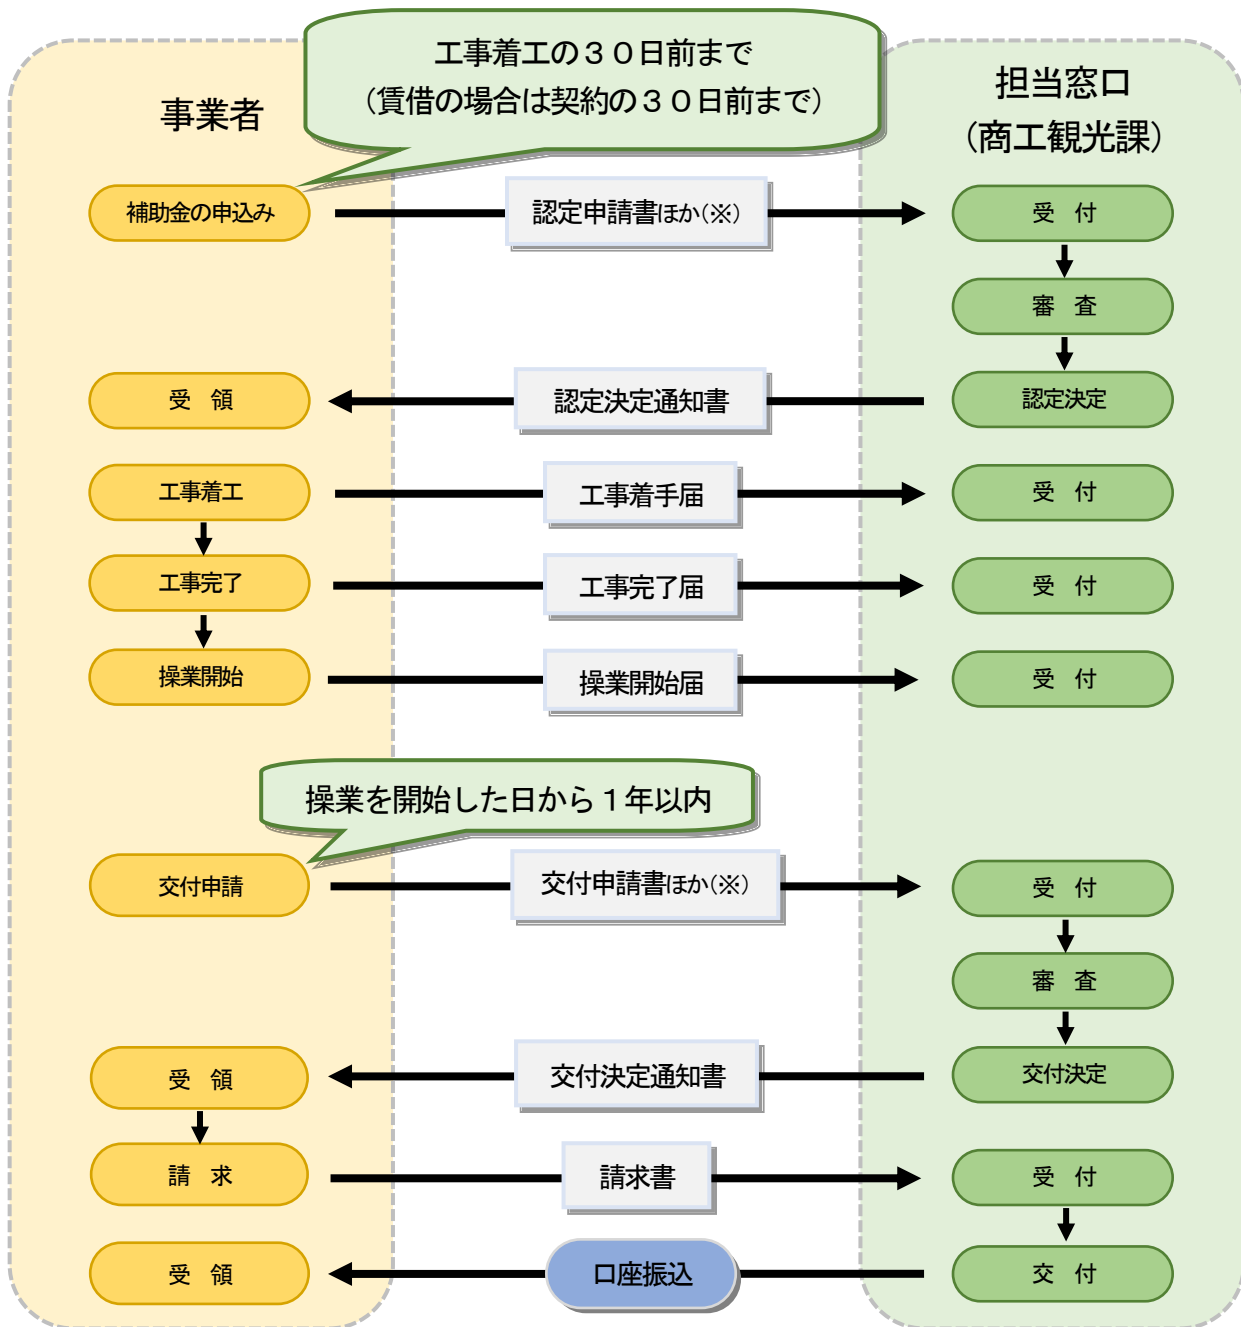 工事着工の３０日前まで
（賃借の場合は契約の３０日前まで）
事業者
担当窓口
（商工観光課）
補助金の申込み
認定申請書ほか（※）
受　付
審　査
受　領
認定決定通知書
認定決定
工事着工
工事着手届
受　付
工事完了
工事完了届
受　付
操業開始
操業開始届
受　付
操業を開始した日から１年以内
交付申請
交付申請書ほか（※）
受　付
審　査
受　領
交付決定通知書
交付決定
請　求
請求書
受　付
受　領
口座振込
交　付